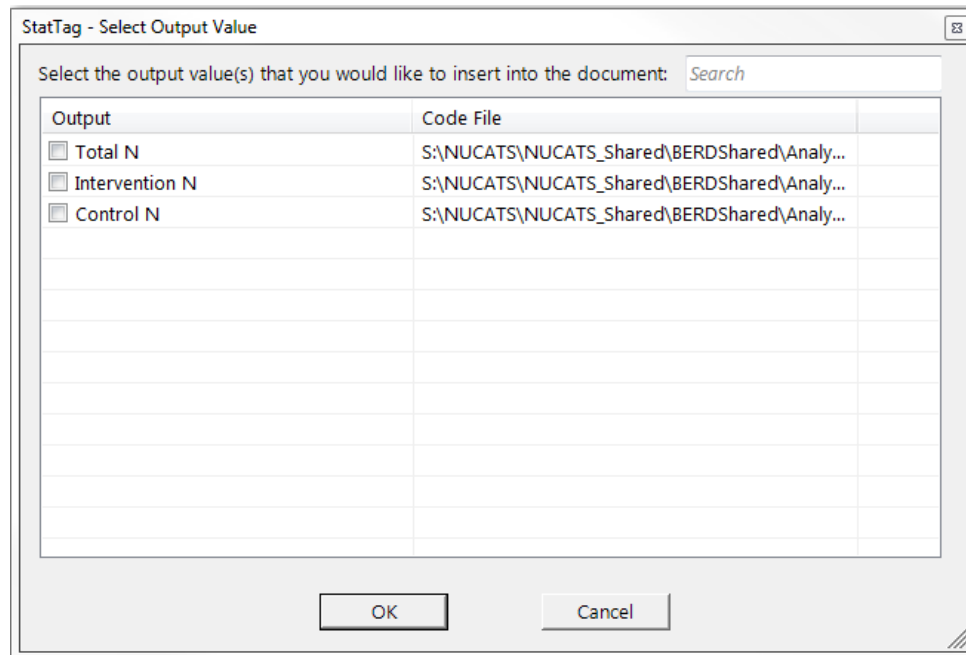 StatTag - Select Output Value
Select the output value(s) that you would like to insert into the document: Search
Output Code File
Total N S:\NUCATS\NUCATS_Shared\BERDShared\Analy...
Intervention N S:\NUCATS\NUCATS_Shared\BERDShared\Analy...
Control N S:\NUCATS\NUCATS_Shared\BERDShared\Analy...
OK Cancel